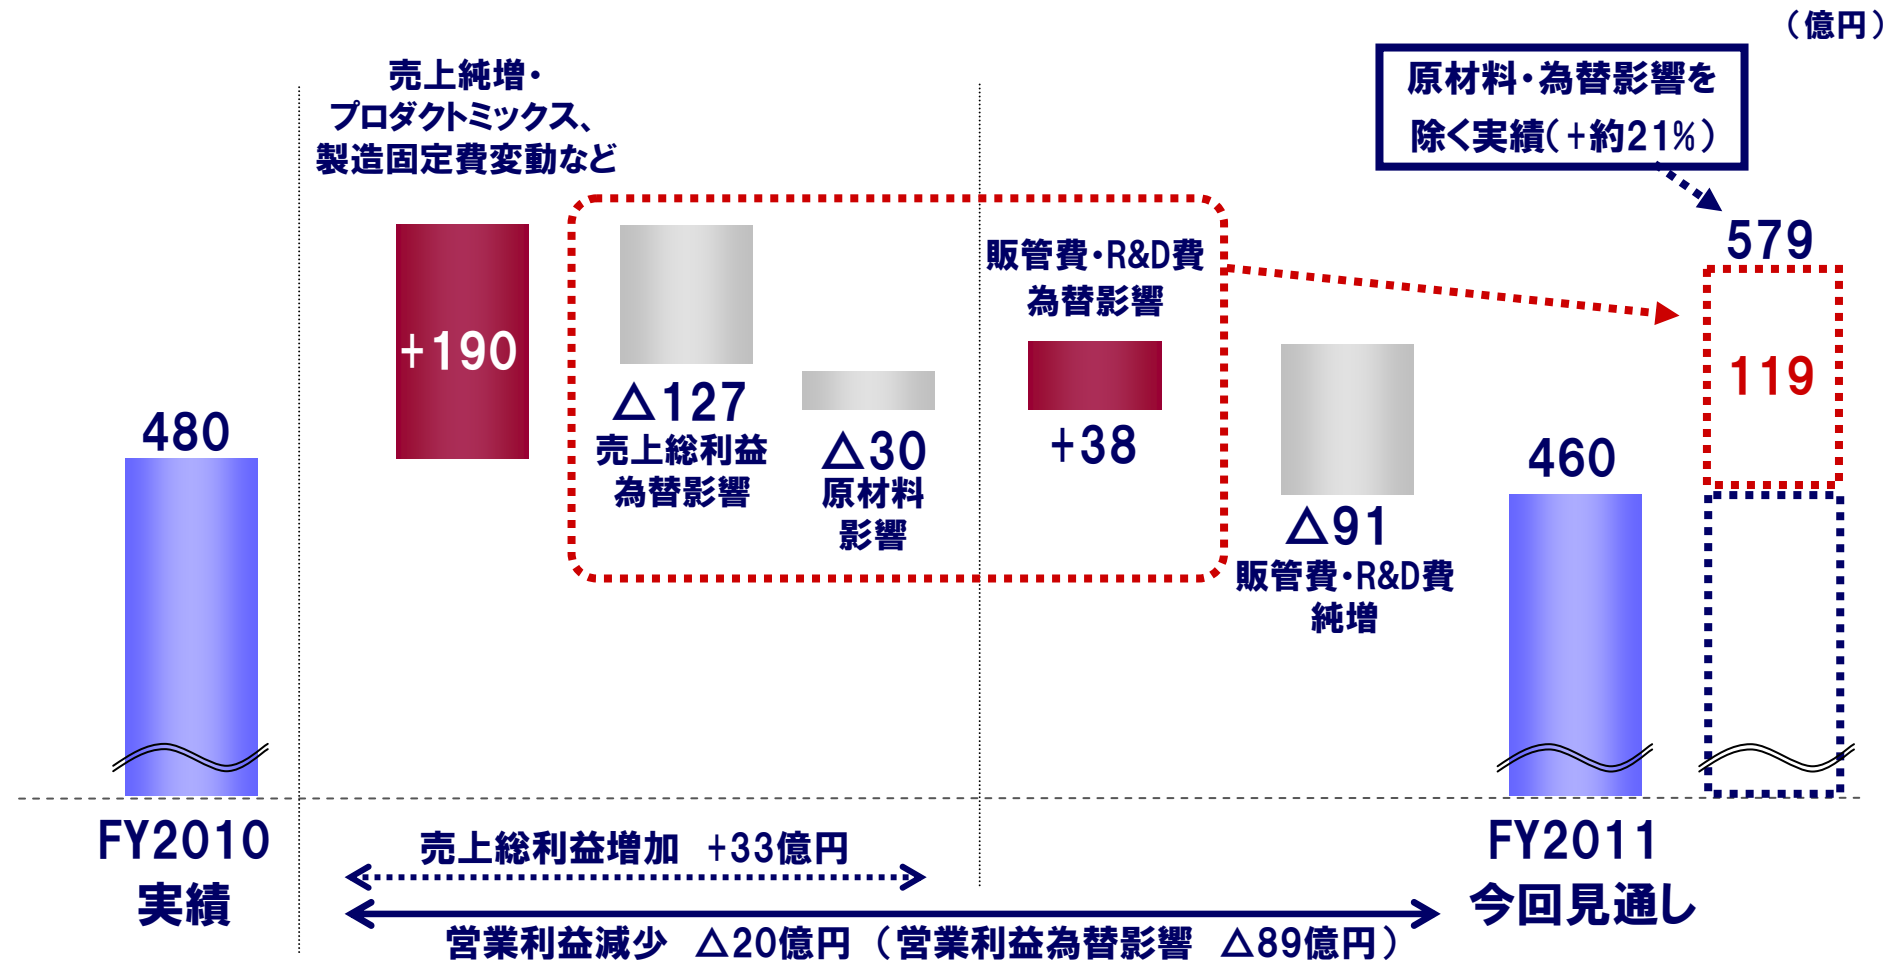 （億円）
原材料・為替影響を
除く実績（+約21%）
売上純増・
プロダクトミックス、
製造固定費変動など
+190
△127
売上総利益
為替影響
△30
原材料
影響
販管費・R&D費
為替影響
+38
△91
販管費・R&D費
純増
480
460
579
119
FY2010
実績
FY2011
今回見通し
売上総利益増加 +33億円
営業利益減少 △20億円（営業利益為替影響 △89億円）